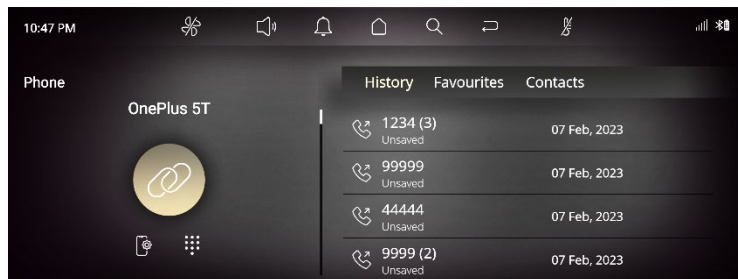 10:47 PM
Phone
OnePlus 5T
History Favourites Contacts
1234 (3)
Unsaved
07 Feb, 2023
99999
Unsaved
07 Feb, 2023
44444
Unsaved
07 Feb, 2023
9999 (2)
Unsaved
07 Feb, 2023